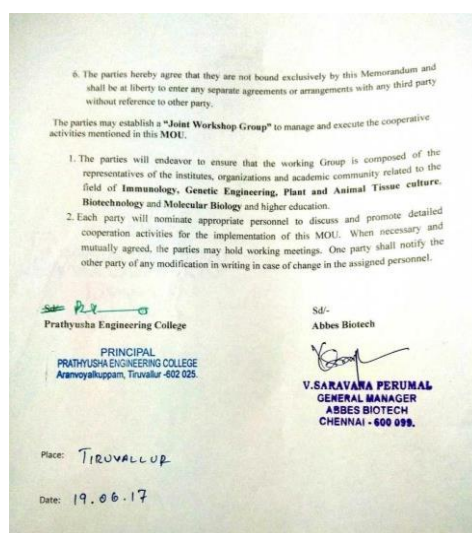 6. The parties hereby agree that they are not bound exclusively by this Memorandum and
shall be at liberty to enter any separate agreements or arrangements with any third party
without reference to other party.
The parties may establish a "Joint Workshop Group" to manage and execute the cooperative
activities mentioned in this MOU.
1. The parties will endeavor to ensure that the working Group is composed of the
representatives of the institutes, organizations and academic community related to the
field of Immunology, Genetic Engineering, Plant and Animal Tissue culture,
Biotechnology and Molecular Biology and higher education.
2. Each party will nominate appropriate personnel to discuss and promote detailed
cooperation activities for the implementation of this MOU. When necessary and
mutually agreed, the parties may hold working meetings. One party shall notify the
other party of any modification in writing in case of change in the assigned personnel.
Sd/-
Prathyusha Engineering College
PRINCIPAL
PRATHYUSHA ENGINEERING COLLEGE
Aranvoyalkuppam, Tiruvallur -602 025.
Sd/-
Abbes Biotech
V.SARAVANA PERUMAL
GENERAL MANAGER
ABBES BIOTECH
CHENNAI - 600 099.
Place: TIRUVALLUR
Date: 19.06.17